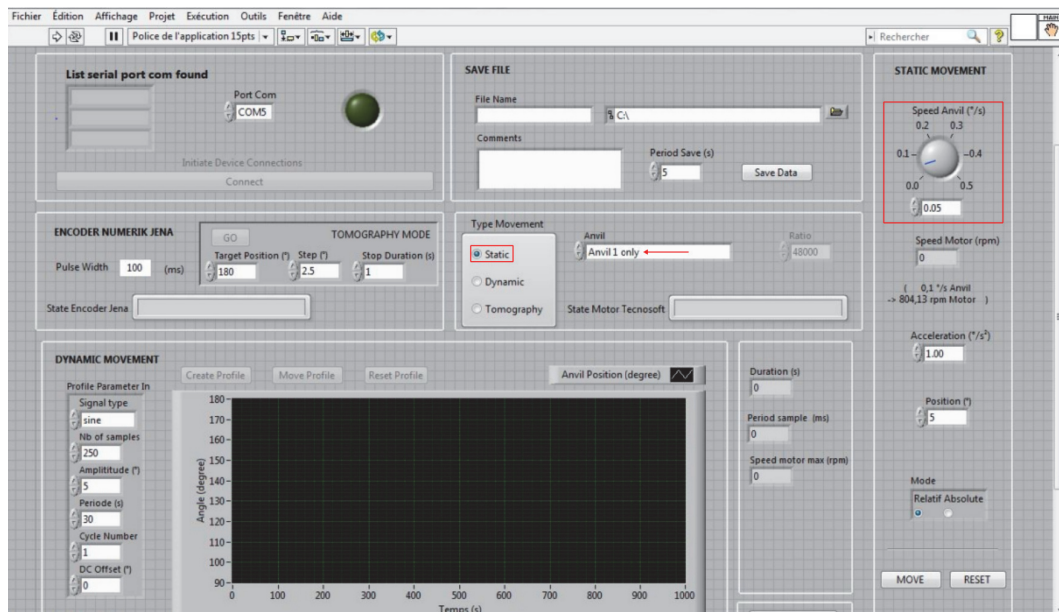 Fichier Édition Affichage Projet Exécution Outils Fenêtre Aide
Police de l'application 15pts
Rechercher
MAIN
List serial port com found
Port Com
COM5
Initiate Device Connections
Connect
SAVE FILE
File Name
C:\
Comments
Period Save (s)
5
Save Data
STATIC MOVEMENT
Speed Anvil (°/s)
0.2 0.3
0.1 0.4
0.0 0.5
0.05
Speed Motor (rpm)
0
( 0,1 °/s Anvil
-> 804,13 rpm Motor )
Acceleration (°/s²)
1.00
Position (°)
5
Mode
Relatif Absolute
MOVE RESET
ENCODER NUMERIK JENA
Pulse Width 100 (ms)
GO
TOMOGRAPHY MODE
Target Position (°) Step (°) Stop Duration (s)
180 2.5 1
State Encoder Jena
Type Movement
Static
Dynamic
Tomography
Anvil
Anvil 1 only
Ratio
48000
State Motor Tecnosoft
DYNAMIC MOVEMENT
Profile Parameter In
Signal type
sine
Nb of samples
250
Ampltitude (°)
5
Periode (s)
30
Cycle Number
1
DC Offset (°)
0
Create Profile Move Profile Reset Profile
Anvil Position (degree)
Angle (degree)
180
170
160
150
140
130
120
110
100
90
0 100 200 300 400 500 600 700 800 900 1000
Temps (s)
Duration (s)
0
Period sample (ms)
0
Speed motor max (rpm)
0